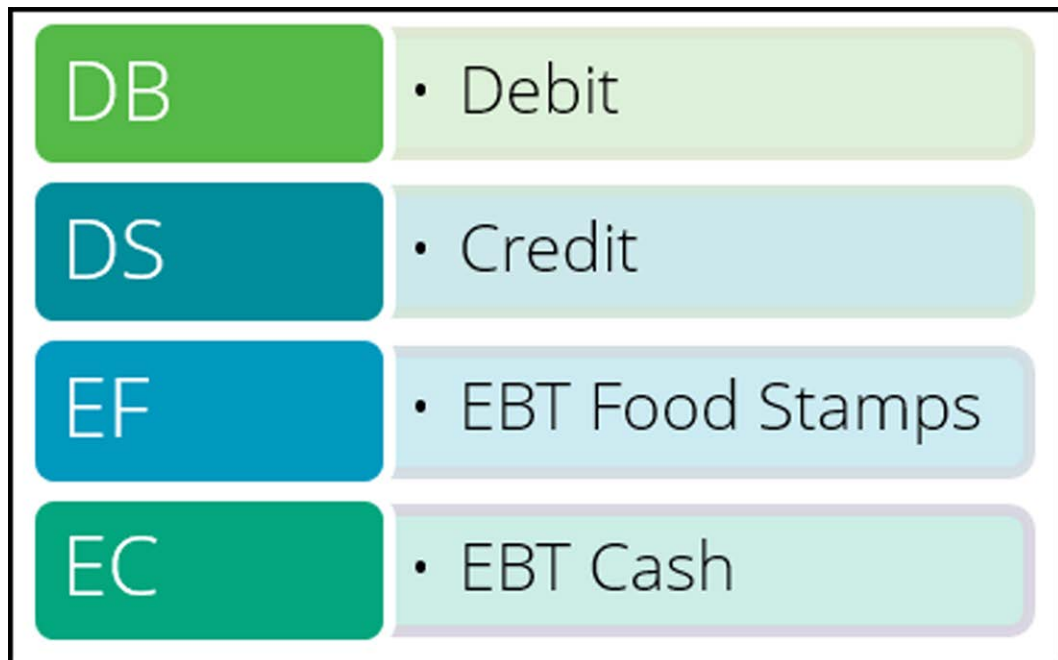 DB
• Debit
DS
• Credit
EF
• EBT Food Stamps
EC
• EBT Cash